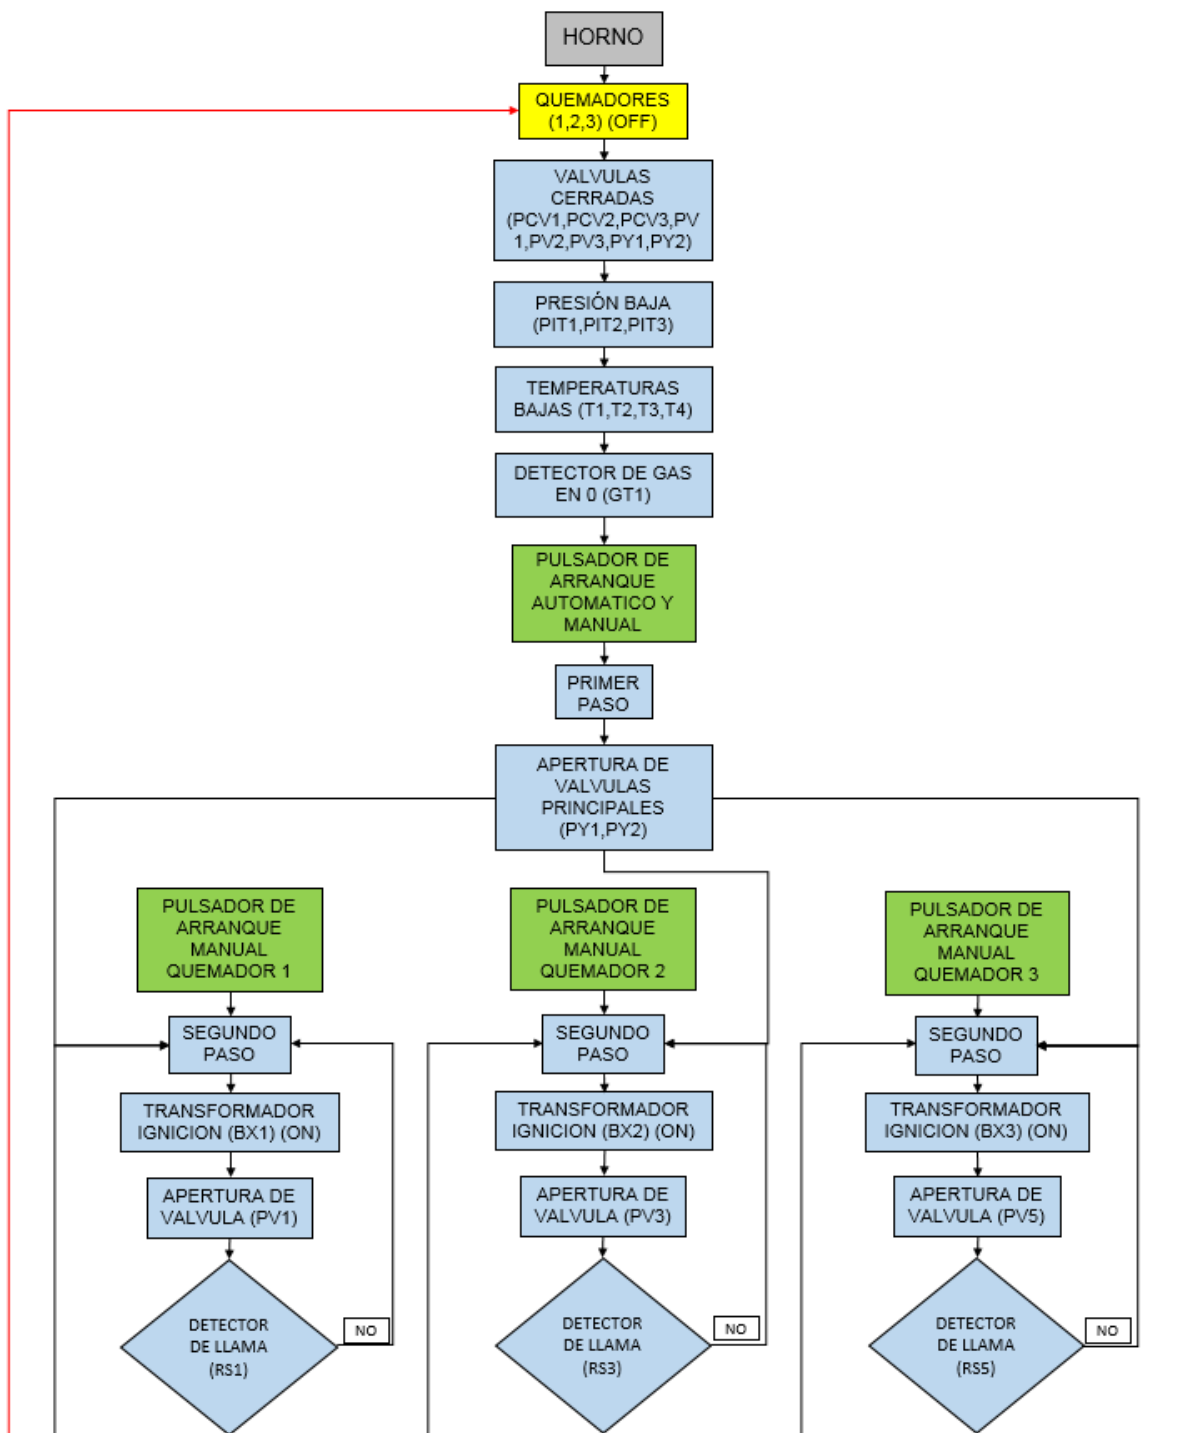 HORNO
QUEMADORES
(1,2,3) (OFF)
VALVULAS
CERRADAS
(PCV1,PCV2,PCV3,PV
1,PV2,PV3,PY1,PY2)
PRESIÓN BAJA
(PIT1,PIT2,PIT3)
TEMPERATURAS
BAJAS (T1,T2,T3,T4)
DETECTOR DE GAS
EN 0 (GT1)
PULSADOR DE
ARRANQUE
AUTOMATICO Y
MANUAL
PRIMER
PASO
APERTURA DE
VALVULAS
PRINCIPALES
(PY1,PY2)
PULSADOR DE
ARRANQUE
MANUAL
QUEMADOR 1
SEGUNDO
PASO
TRANSFORMADOR
IGNICION (BX1) (ON)
APERTURA DE
VALVULA (PV1)
DETECTOR
DE LLAMA
(RS1)
NO
PULSADOR DE
ARRANQUE
MANUAL
QUEMADOR 2
SEGUNDO
PASO
TRANSFORMADOR
IGNICION (BX2) (ON)
APERTURA DE
VALVULA (PV3)
DETECTOR
DE LLAMA
(RS3)
NO
PULSADOR DE
ARRANQUE
MANUAL
QUEMADOR 3
SEGUNDO
PASO
TRANSFORMADOR
IGNICION (BX3) (ON)
APERTURA DE
VALVULA (PV5)
DETECTOR
DE LLAMA
(RS5)
NO